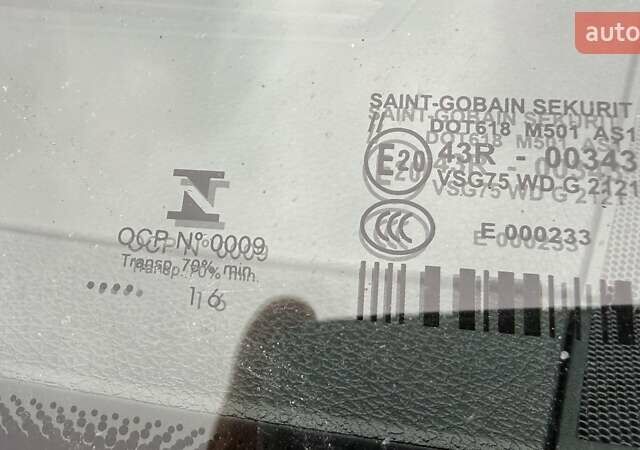 auto
SAINT-GOBAIN SEKURIT
// DOT618 M501 AS1
E20 43R - 00343
VSG75 WD G 2121
CCC E 000233
N
OCP Nº 0009
Transp. 70% min.
..... 16